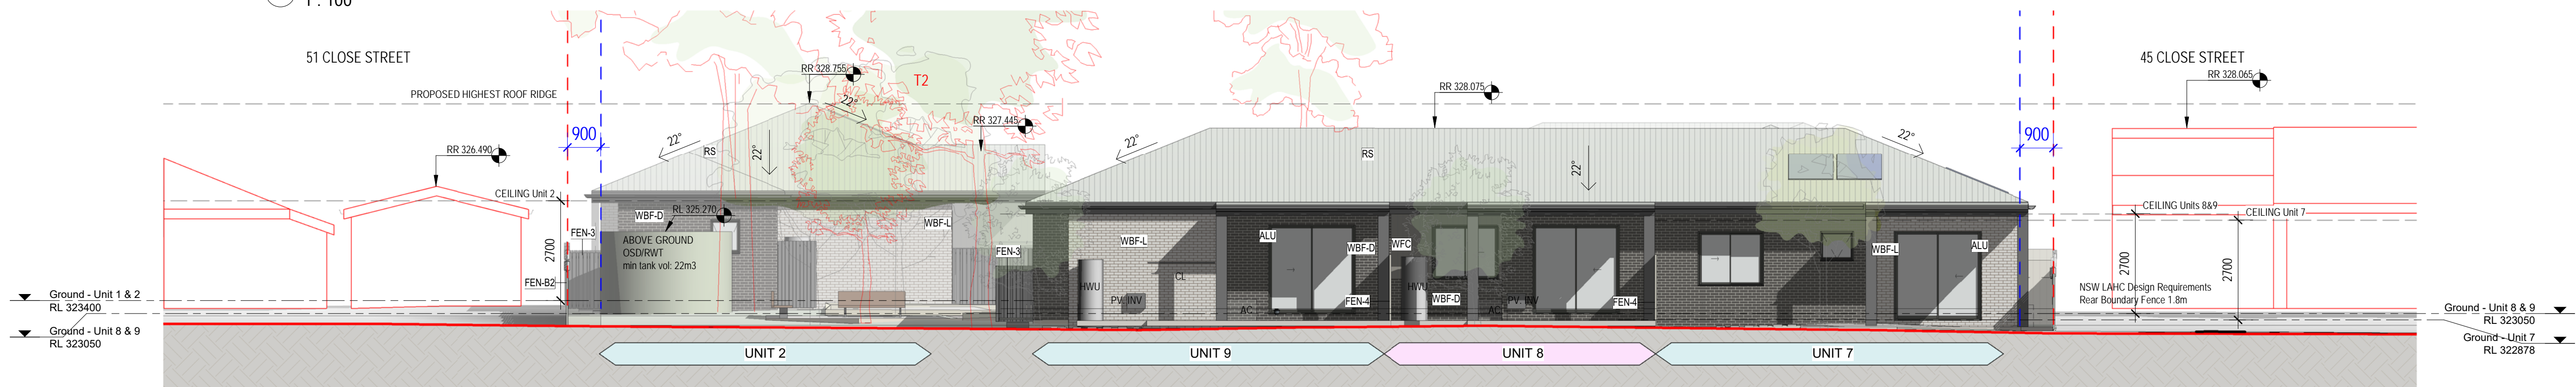 1 : 100
51 CLOSE STREET
45 CLOSE STREET
RR 328.755
T2
RR 328.065
RR 328.075
PROPOSED HIGHEST ROOF RIDGE
22°
RR 327.445
900
900
22°
22°
22°
22°
RS
22°
RS
22°
RR 326.490
CEILING Unit 2
RL 325.270
WBF-D
WBF-L
CEILING Units 8&9
CEILING Unit 7
FEN-3
ABOVE GROUND
OSD/RWT
min tank vol: 22m3
2700
FEN-3
WBF-L
ALU
WBF-D
WFC
WBF-L
ALU
2700
2700
FEN-B2
HWU
CL
PV. INV
AC
FEN-4
HWU
WBF-D
AC
PV. INV
FEN-4
NSW LAHC Design Requirements
Rear Boundary Fence 1.8m
Ground - Unit 1 & 2
RL 323400
Ground - Unit 8 & 9
RL 323050
Ground - Unit 8 & 9
RL 323050
Ground - Unit 7
RL 322878
UNIT 2
UNIT 9
UNIT 8
UNIT 7